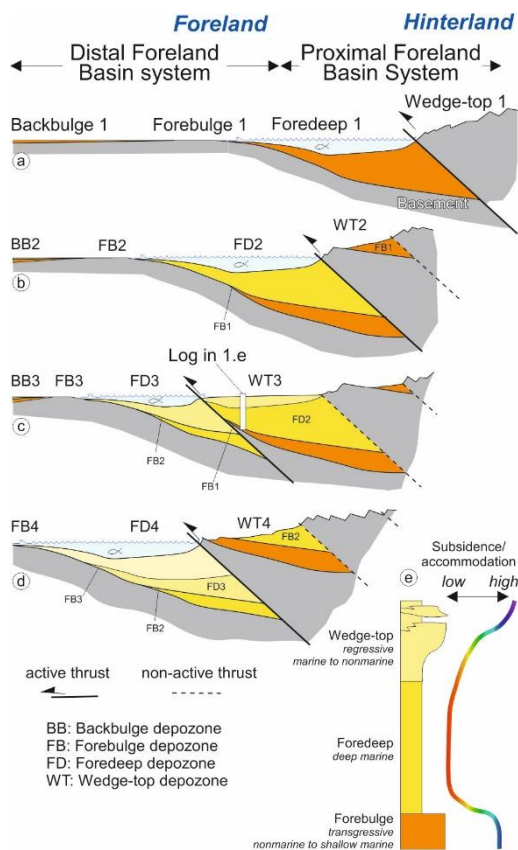 Foreland
Hinterland
Distal Foreland
Basin system
Proximal Foreland
Basin System
Wedge-top 1
Backbulge 1
Forebulge 1
Foredeep 1
a
Basement
WT2
BB2
FB2
FD2
FB1
b
FB1
Log in 1.e
BB3
FB3
FD3
WT3
c
FD2
FB2
FB1
FB4
FD4
WT4
FB2
d
FD3
FB3
FB2
Subsidence/
accommodation
e
low
high
Wedge-top
regressive
marine to nonmarine
Foredeep
deep marine
Forebulge
transgressive
nonmarine to shallow marine
active thrust
non-active thrust
BB: Backbulge depozone
FB: Forebulge depozone
FD: Foredeep depozone
WT: Wedge-top depozone